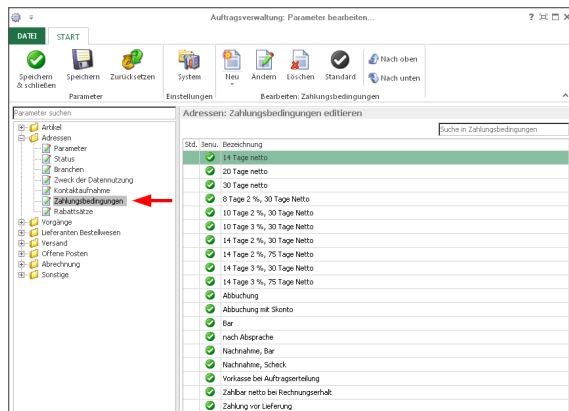 Auftragsverwaltung: Parameter bearbeiten...
DATEI START
Speichern & schließen
Speichern
Zurücksetzen
System
Neu
Ändern
Löschen
Standard
Nach oben
Nach unten
Parameter
Einstellungen
Bearbeiten: Zahlungsbedingungen
Parameter suchen
Artikel
Adressen
Parameter
Status
Branchen
Zweck der Datennutzung
Kontaktaufnahme
Zahlungsbedingungen
Rabattsätze
Vorgänge
Lieferanten Bestellwesen
Versand
Offene Posten
Abrechnung
Sonstige
Adressen: Zahlungsbedingungen editieren
Suche in Zahlungsbedingungen
Std. Benu. Bezeichnung
14 Tage netto
20 Tage netto
30 Tage netto
8 Tage 2 %, 30 Tage Netto
10 Tage 2 %, 30 Tage Netto
10 Tage 3 %, 30 Tage Netto
14 Tage 2 %, 30 Tage Netto
14 Tage 2 %, 75 Tage Netto
14 Tage 3 %, 30 Tage Netto
14 Tage 3 %, 75 Tage Netto
Abbuchung
Abbuchung mit Skonto
Bar
nach Absprache
Nachnahme, Bar
Nachnahme, Scheck
Vorkasse bei Auftragserteilung
Zahlbar netto bei Rechnungserhalt
Zahlung vor Lieferung